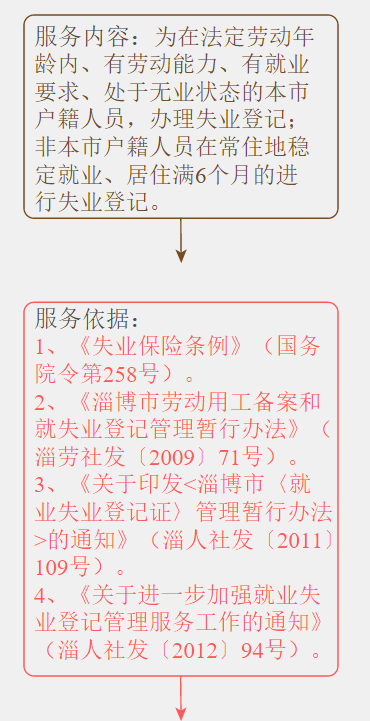 服务内容：为在法定劳动年
龄内、有劳动能力、有就业
要求、处于无业状态的本市
户籍人员，办理失业登记；
非本市户籍人员在常住地稳
定就业、居住满6个月的进
行失业登记。
服务依据：
1、《失业保险条例》（国务
院令第258号）。
2、《淄博市劳动用工备案和
就失业登记管理暂行办法》（
淄劳社发〔2009〕71号）。
3、《关于印发<淄博市〈就
业失业登记证〉管理暂行办法
>的通知》（淄人社发〔2011〕
109号）。
4、《关于进一步加强就业失
业登记管理服务工作的通知》
（淄人社发〔2012〕94号）。